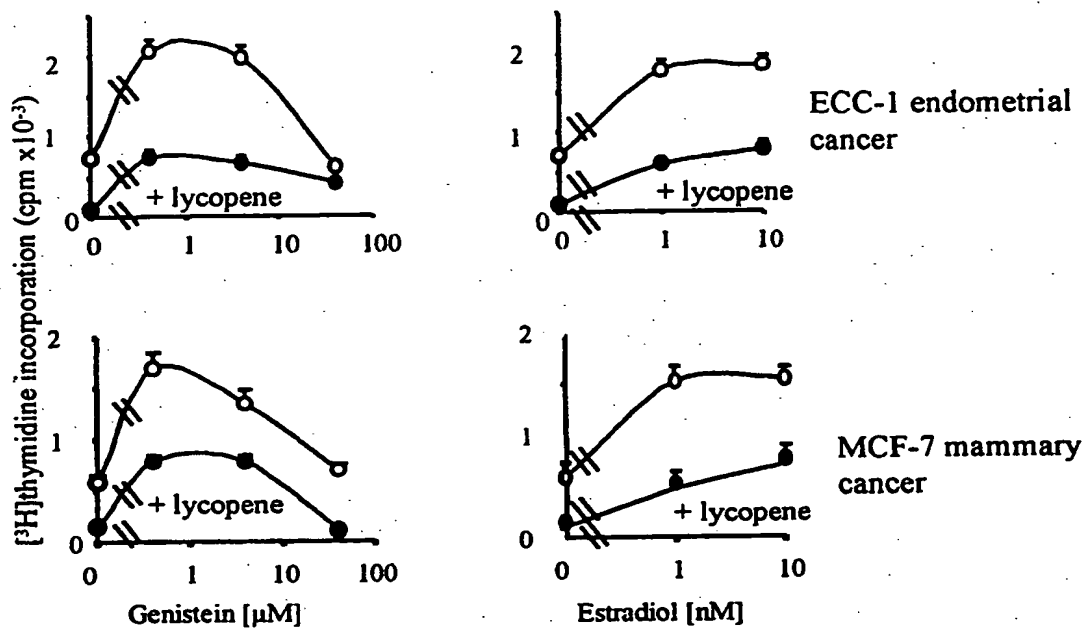 [³H]thymidine incorporation (cpm x10⁻³)
2
1
0
+ lycopene
0 1 10 100
2
1
0
+ lycopene
0 1 10
ECC-1 endometrial
cancer
2
1
0
+ lycopene
0 1 10 100
Genistein [µM]
2
1
0
+ lycopene
0 1 10
Estradiol [nM]
MCF-7 mammary
cancer